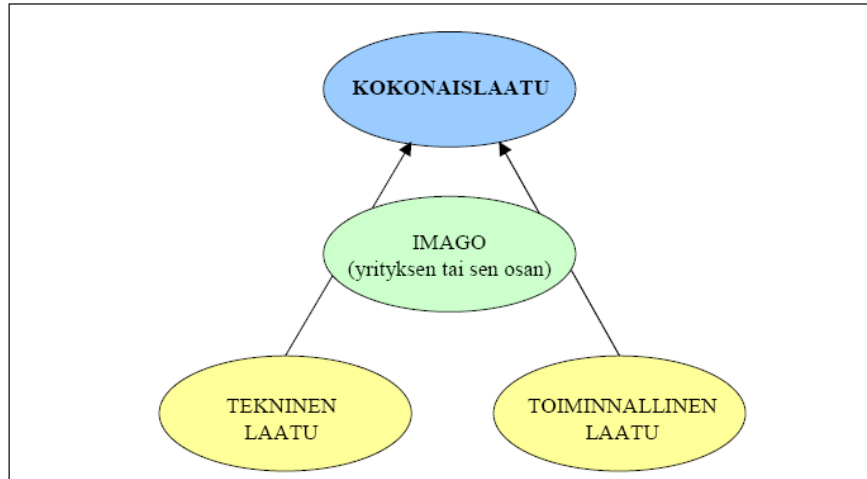 KOKONAISLAATU
IMAGO
(yrityksen tai sen osan)
TEKNINEN
LAATU
TOIMINNALLINEN
LAATU